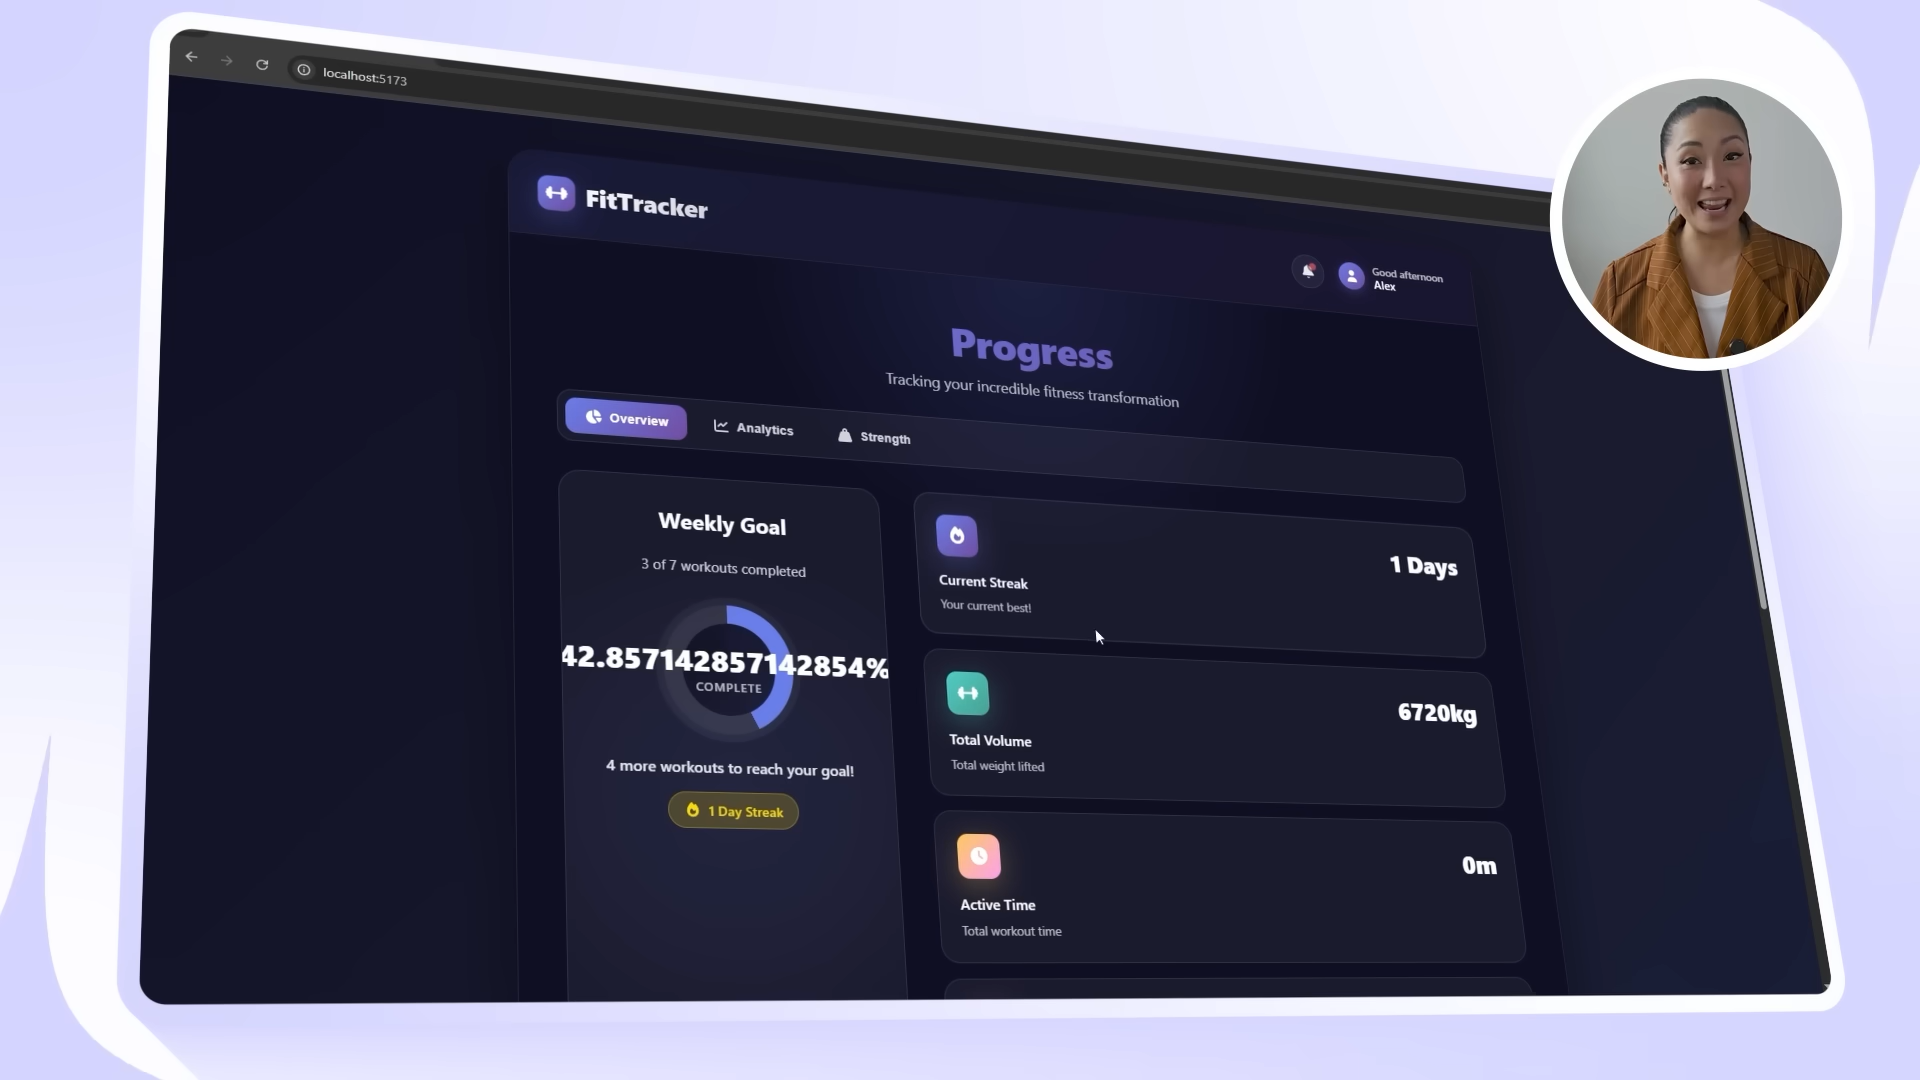 localhost:5173
FitTracker
Good afternoon
Alex
Progress
Tracking your incredible fitness transformation
Overview
Analytics
Strength
Weekly Goal
3 of 7 workouts completed
42.857142857142854%
COMPLETE
4 more workouts to reach your goal!
1 Day Streak
1 Days
Current Streak
Your current best!
6720kg
Total Volume
Total weight lifted
0m
Active Time
Total workout time